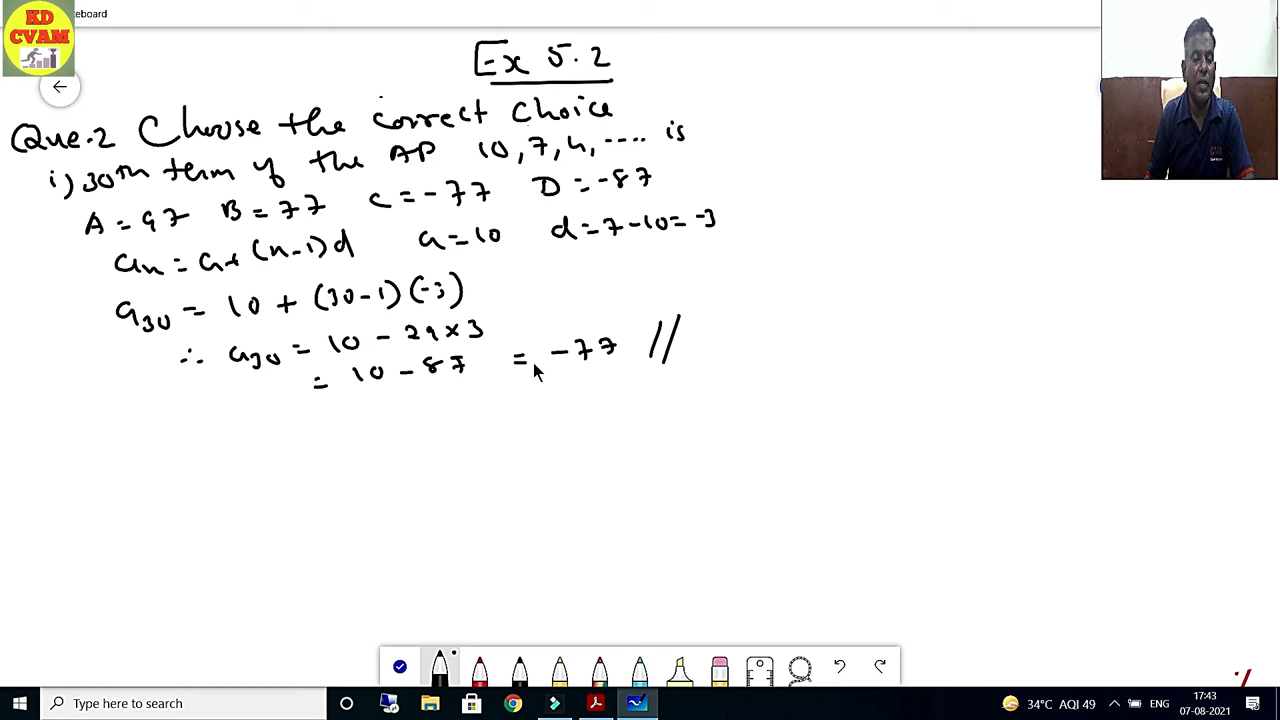 KD
CVAM
eboard
Ex 5.2
Que.2 Choose the correct choice
i) 30th term of the AP 10, 7, 4, .... is
A = 97 B = 77 C = -77 D = -87
an = a + (n-1)d a = 10 d = 7-10 = -3
a30 = 10 + (30-1)(-3)
∴ a30 = 10 - 29 x 3
= 10 - 87 = -77 //
Type here to search
34°C AQI 49
ENG
17:43
07-08-2021